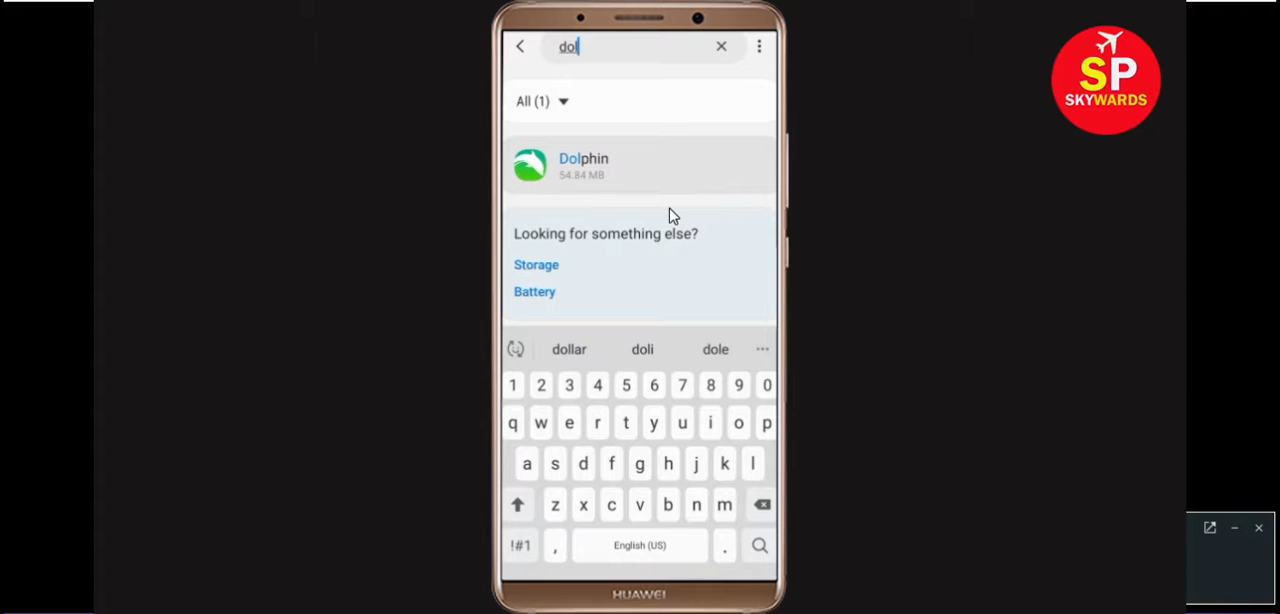 dol
All (1)
Dolphin
54.84 MB
Looking for something else?
Storage
Battery
dollar doli dole ...
1 2 3 4 5 6 7 8 9 0
q w e r t y u i o p
a s d f g h j k l
z x c v b n m
!#1 , English (US) .
HUAWEI
SP
SKYWARDS